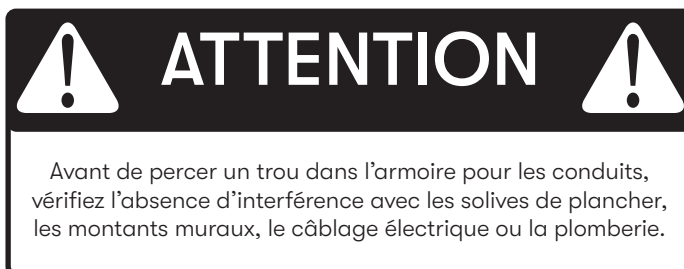 ATTENTION
Avant de percer un trou dans l’armoire pour les conduits,
vérifiez l’absence d’interférence avec les solives de plancher,
les montants muraux, le câblage électrique ou la plomberie.